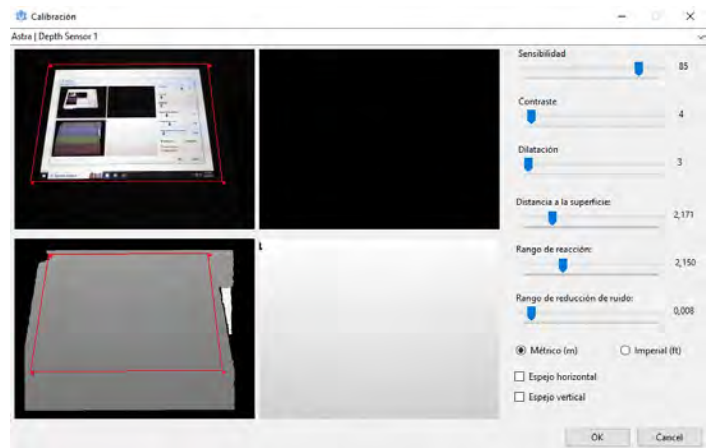 Calibración
Astra | Depth Sensor 1
Sensibilidad
85
Contraste
4
Dilatación
3
Distancia a la superficie:
2,171
Rango de reacción:
2,150
Rango de reducción de ruido:
0,008
Métrico (m)
Imperial (ft)
Espejo horizontal
Espejo vertical
OK
Cancel